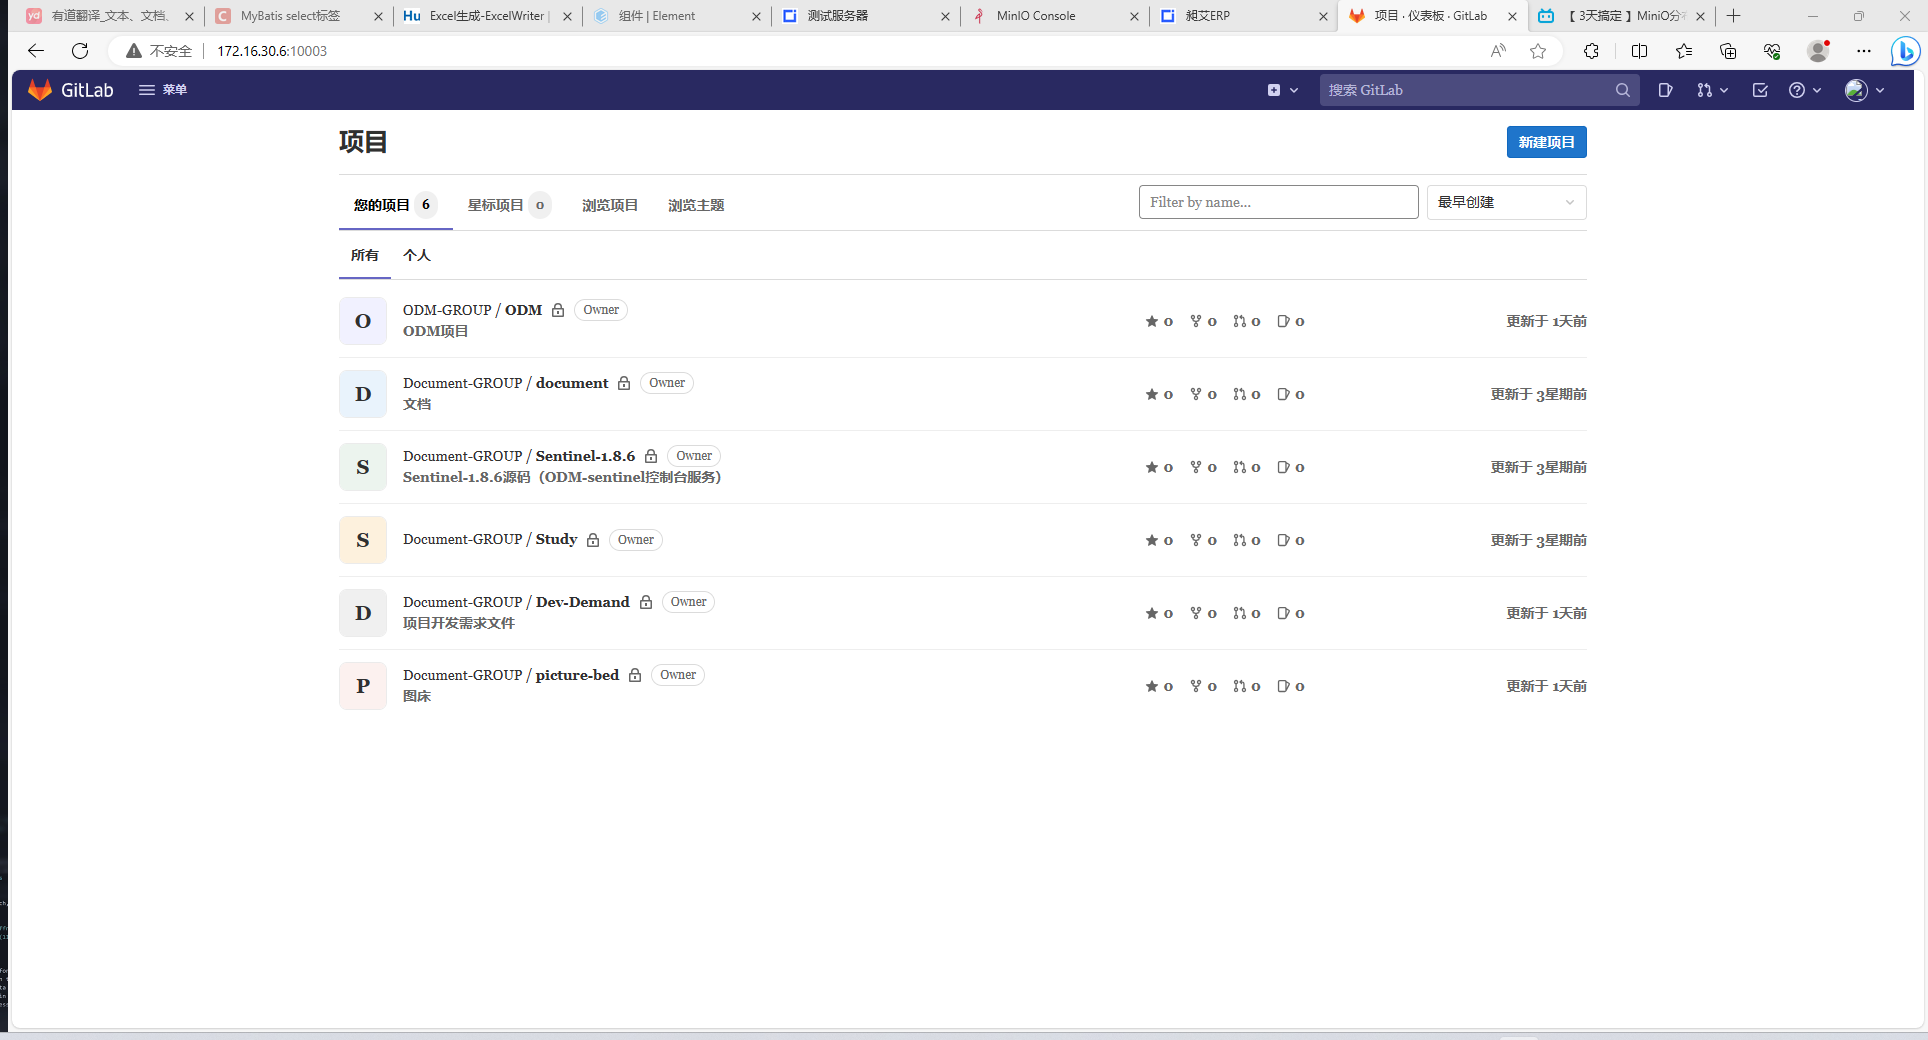 有道翻译_文本、文档、
MyBatis select标签
Excel生成-ExcelWriter |
组件 | Element
测试服务器
MinIO Console
昶艾ERP
项目 · 仪表板 · GitLab
【3天搞定】MiniO分
不安全
172.16.30.6:10003
GitLab
菜单
搜索 GitLab
项目
新建项目
您的项目 6
星标项目 0
浏览项目
浏览主题
Filter by name...
最早创建
所有
个人
O
ODM-GROUP / ODM Owner
ODM项目
0 0 0 0
更新于 1天前
D
Document-GROUP / document Owner
文档
0 0 0 0
更新于 3星期前
S
Document-GROUP / Sentinel-1.8.6 Owner
Sentinel-1.8.6源码（ODM-sentinel控制台服务）
0 0 0 0
更新于 3星期前
S
Document-GROUP / Study Owner
0 0 0 0
更新于 3星期前
D
Document-GROUP / Dev-Demand Owner
项目开发需求文件
0 0 0 0
更新于 1天前
P
Document-GROUP / picture-bed Owner
图床
0 0 0 0
更新于 1天前